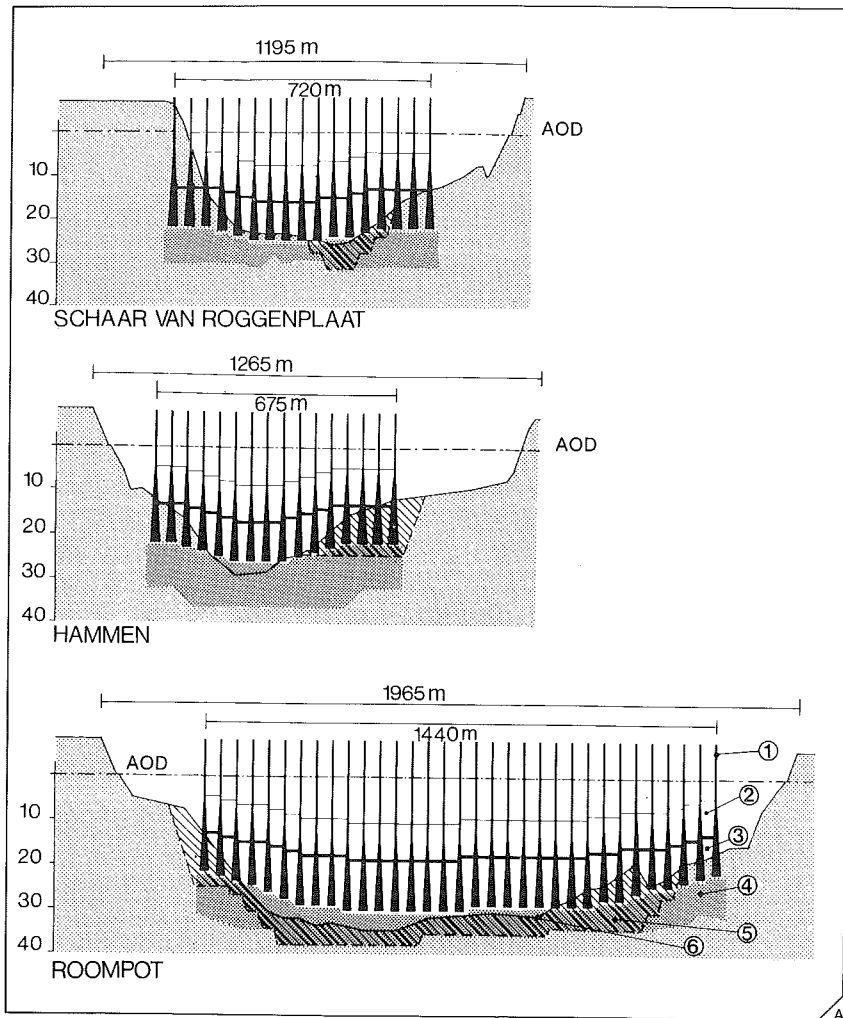 1195 m
720m
AOD
10
20
30
40
SCHAAR VAN ROGGENPLAAT
1265 m
675 m
AOD
10
20
30
40
HAMMEN
1965 m
1440 m
AOD
10
20
30
40
①
②
③
④
⑤
⑥
ROOMPOT
A